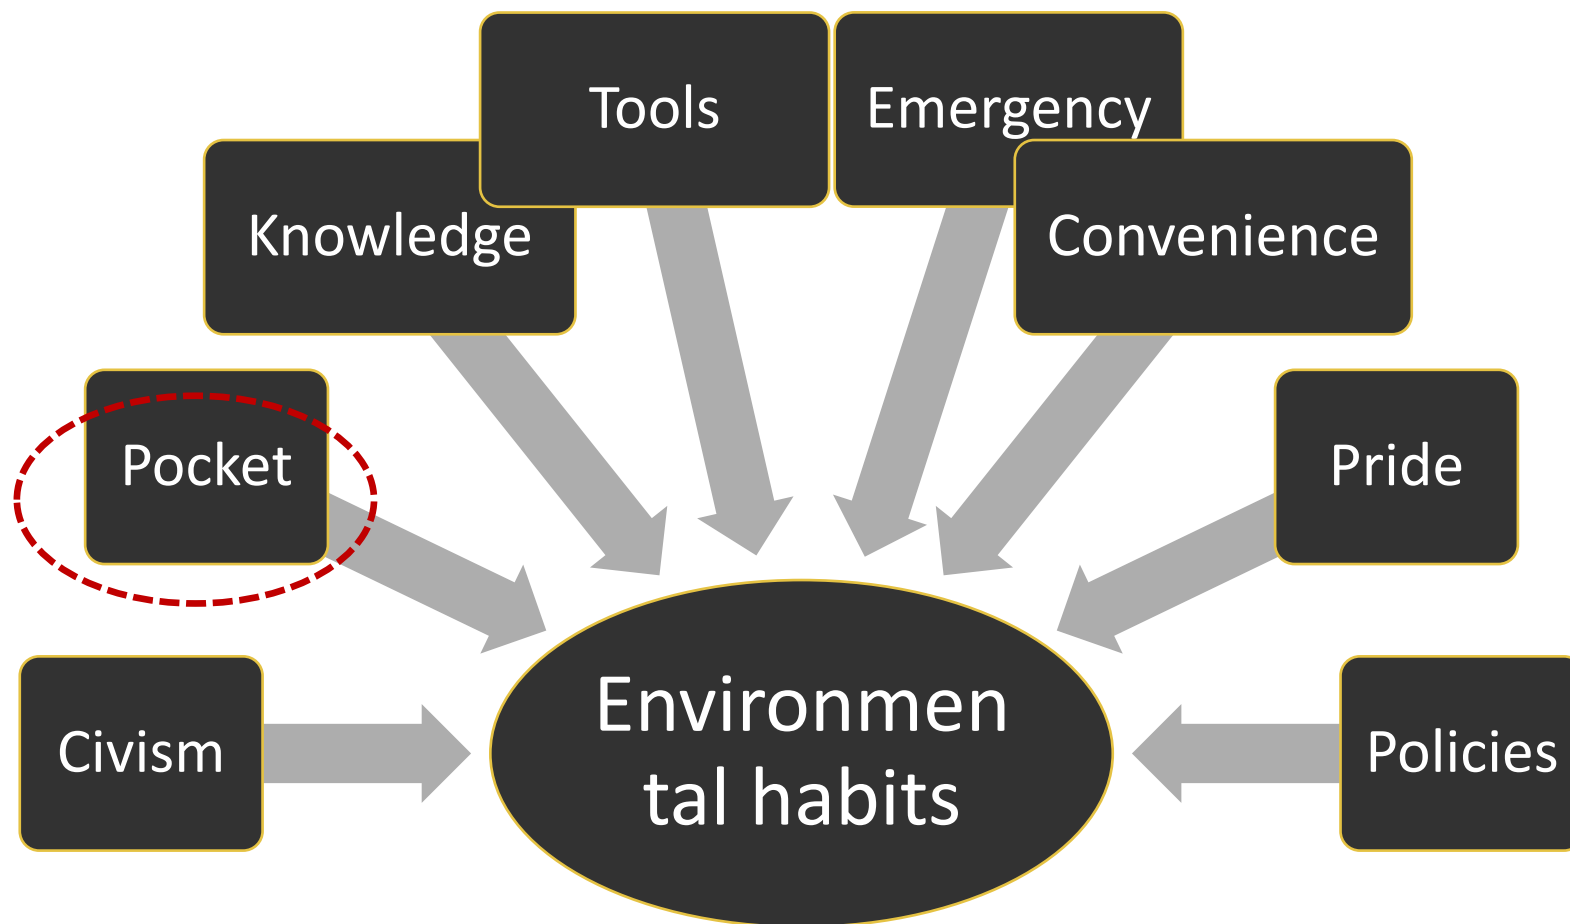 Tools
Emergency
Knowledge
Convenience
Pocket
Pride
Civism
Environmen
tal habits
Policies